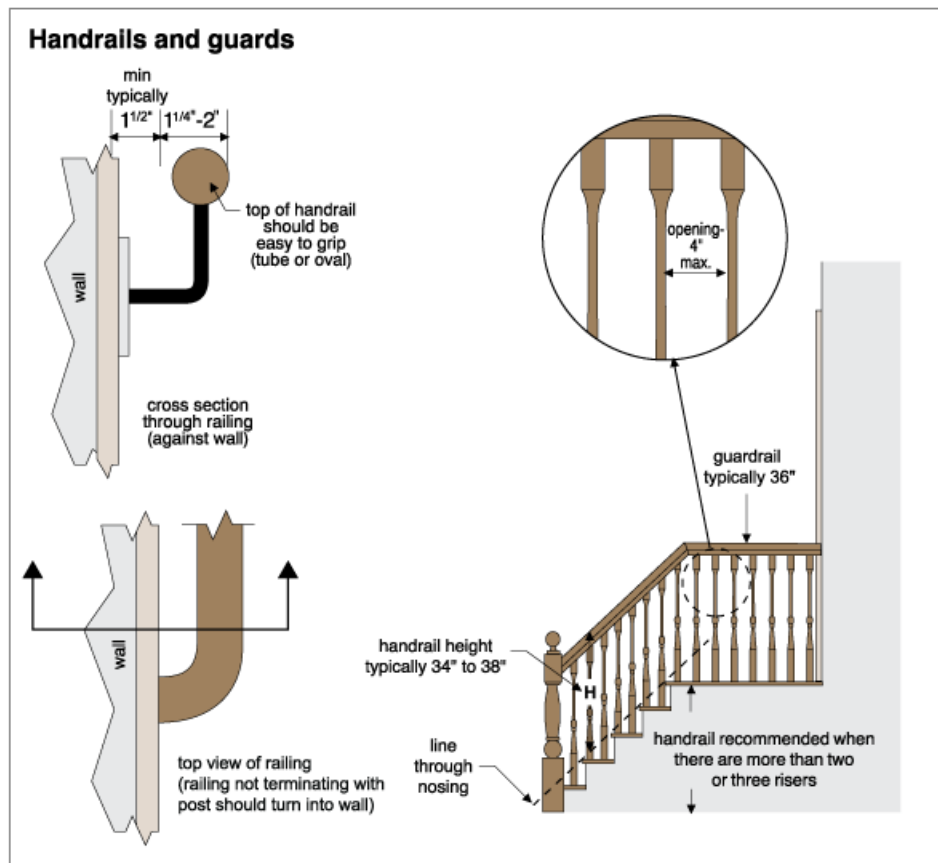 Handrails and guards
min
typically
1 1/2" 1 1/4"-2"
top of handrail
should be
easy to grip
(tube or oval)
wall
cross section
through railing
(against wall)
opening-
4"
max.
guardrail
typically 36"
handrail height
typically 34" to 38"
H
line
through
nosing
handrail recommended when
there are more than two
or three risers
wall
top view of railing
(railing not terminating with
post should turn into wall)